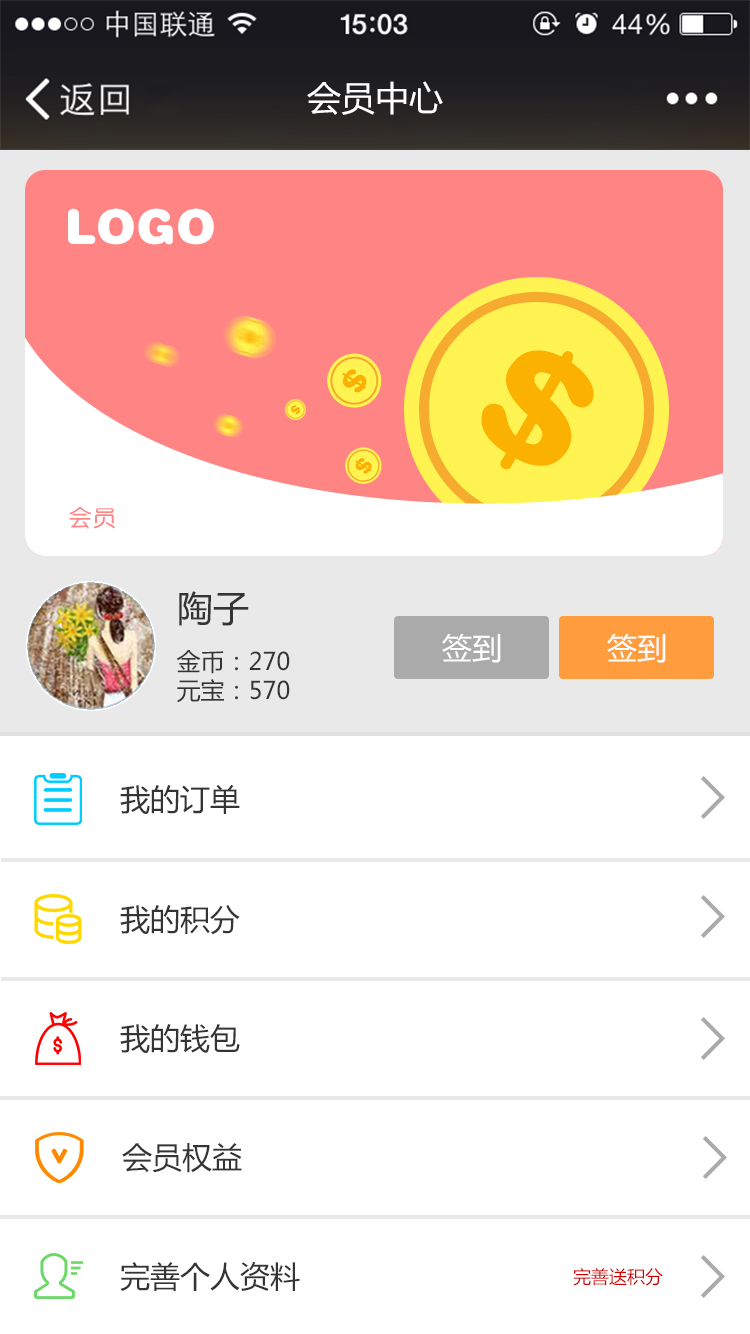 中国联通 15:03 44%
返回 会员中心
LOGO
会员
陶子
金币：270
元宝：570
签到 签到
我的订单
我的积分
我的钱包
会员权益
完善个人资料 完善送积分